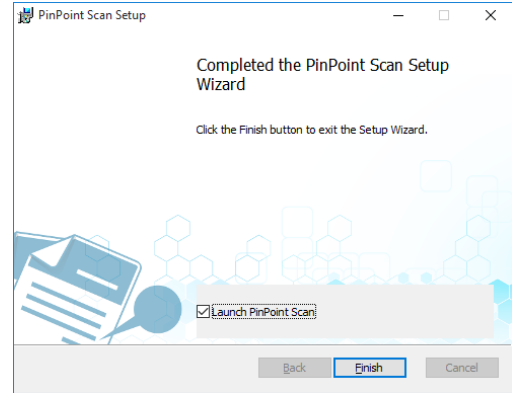 PinPoint Scan Setup
Completed the PinPoint Scan Setup
Wizard
Click the Finish button to exit the Setup Wizard.
Launch PinPoint Scan
Back Finish Cancel